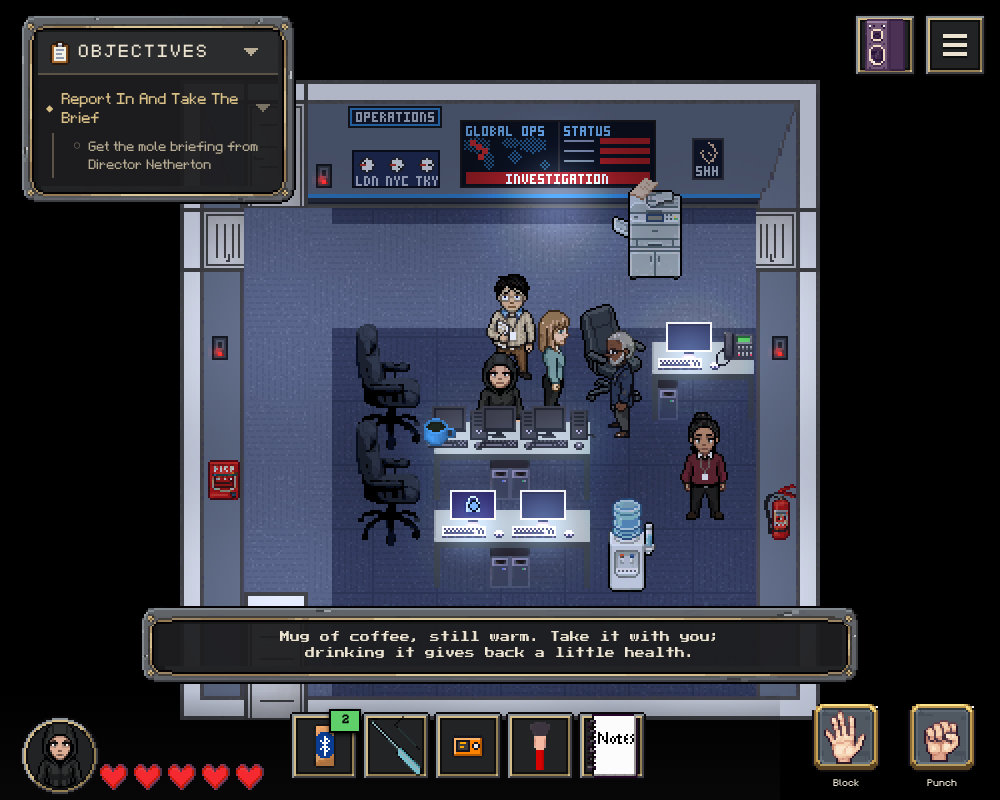 OBJECTIVES
Report In And Take The
Brief
Get the mole briefing from
Director Netherton
OPERATIONS
GLOBAL OPS
STATUS
LDN NYC TKY
INVESTIGATION
SHH
Mug of coffee, still warm. Take it with you;
drinking it gives back a little health.
2
Notes
Block
Punch